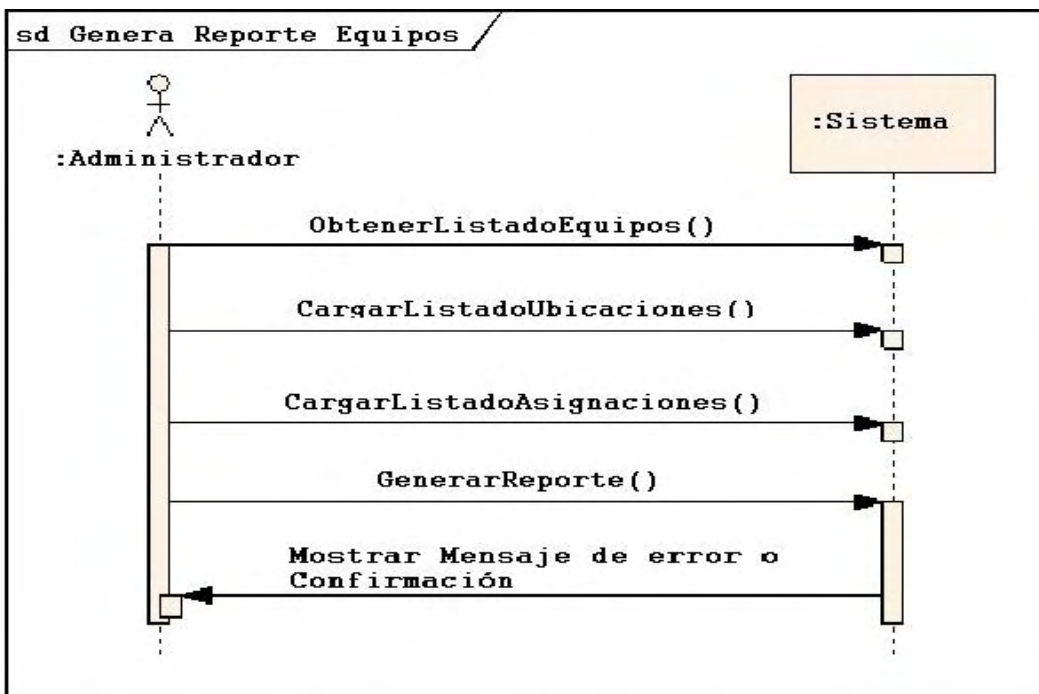 sd Genera Reporte Equipos
:Administrador
:Sistema
ObtenerListadoEquipos()
CargarListadoUbicaciones()
CargarListadoAsignaciones()
GenerarReporte()
Mostrar Mensaje de error o
Confirmación